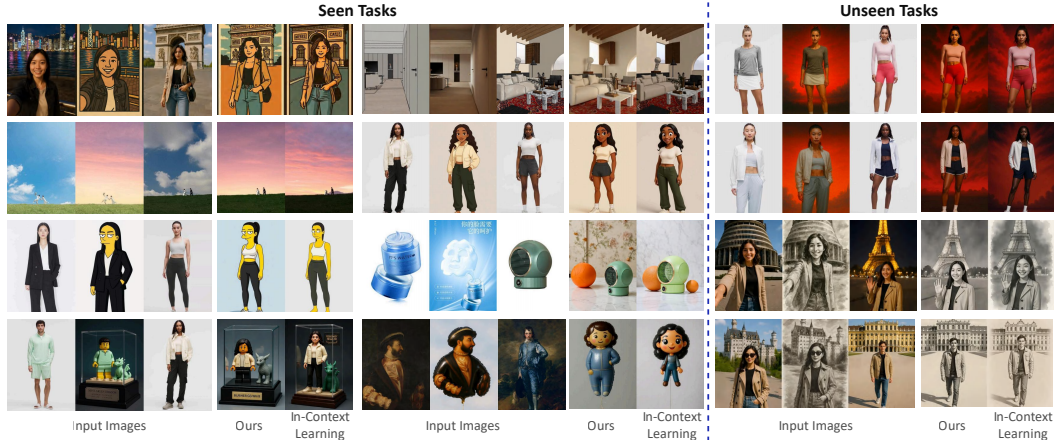 Seen Tasks
Unseen Tasks
Input Images
Ours
In-Context
Learning
Input Images
Ours
In-Context
Learning
Input Images
Ours
In-Context
Learning